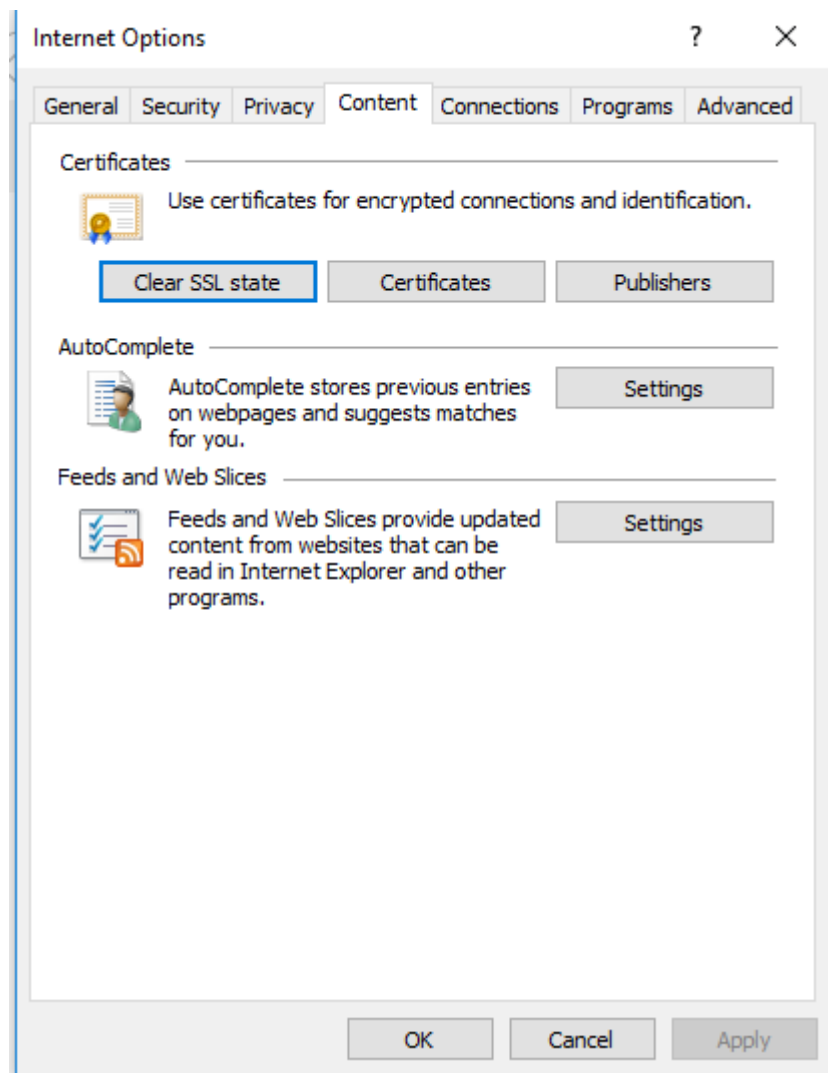 Internet Options
?
General Security Privacy Content Connections Programs Advanced
Certificates
Use certificates for encrypted connections and identification.
Clear SSL state Certificates Publishers
AutoComplete
AutoComplete stores previous entries
on webpages and suggests matches
for you.
Settings
Feeds and Web Slices
Feeds and Web Slices provide updated
content from websites that can be
read in Internet Explorer and other
programs.
Settings
OK Cancel Apply